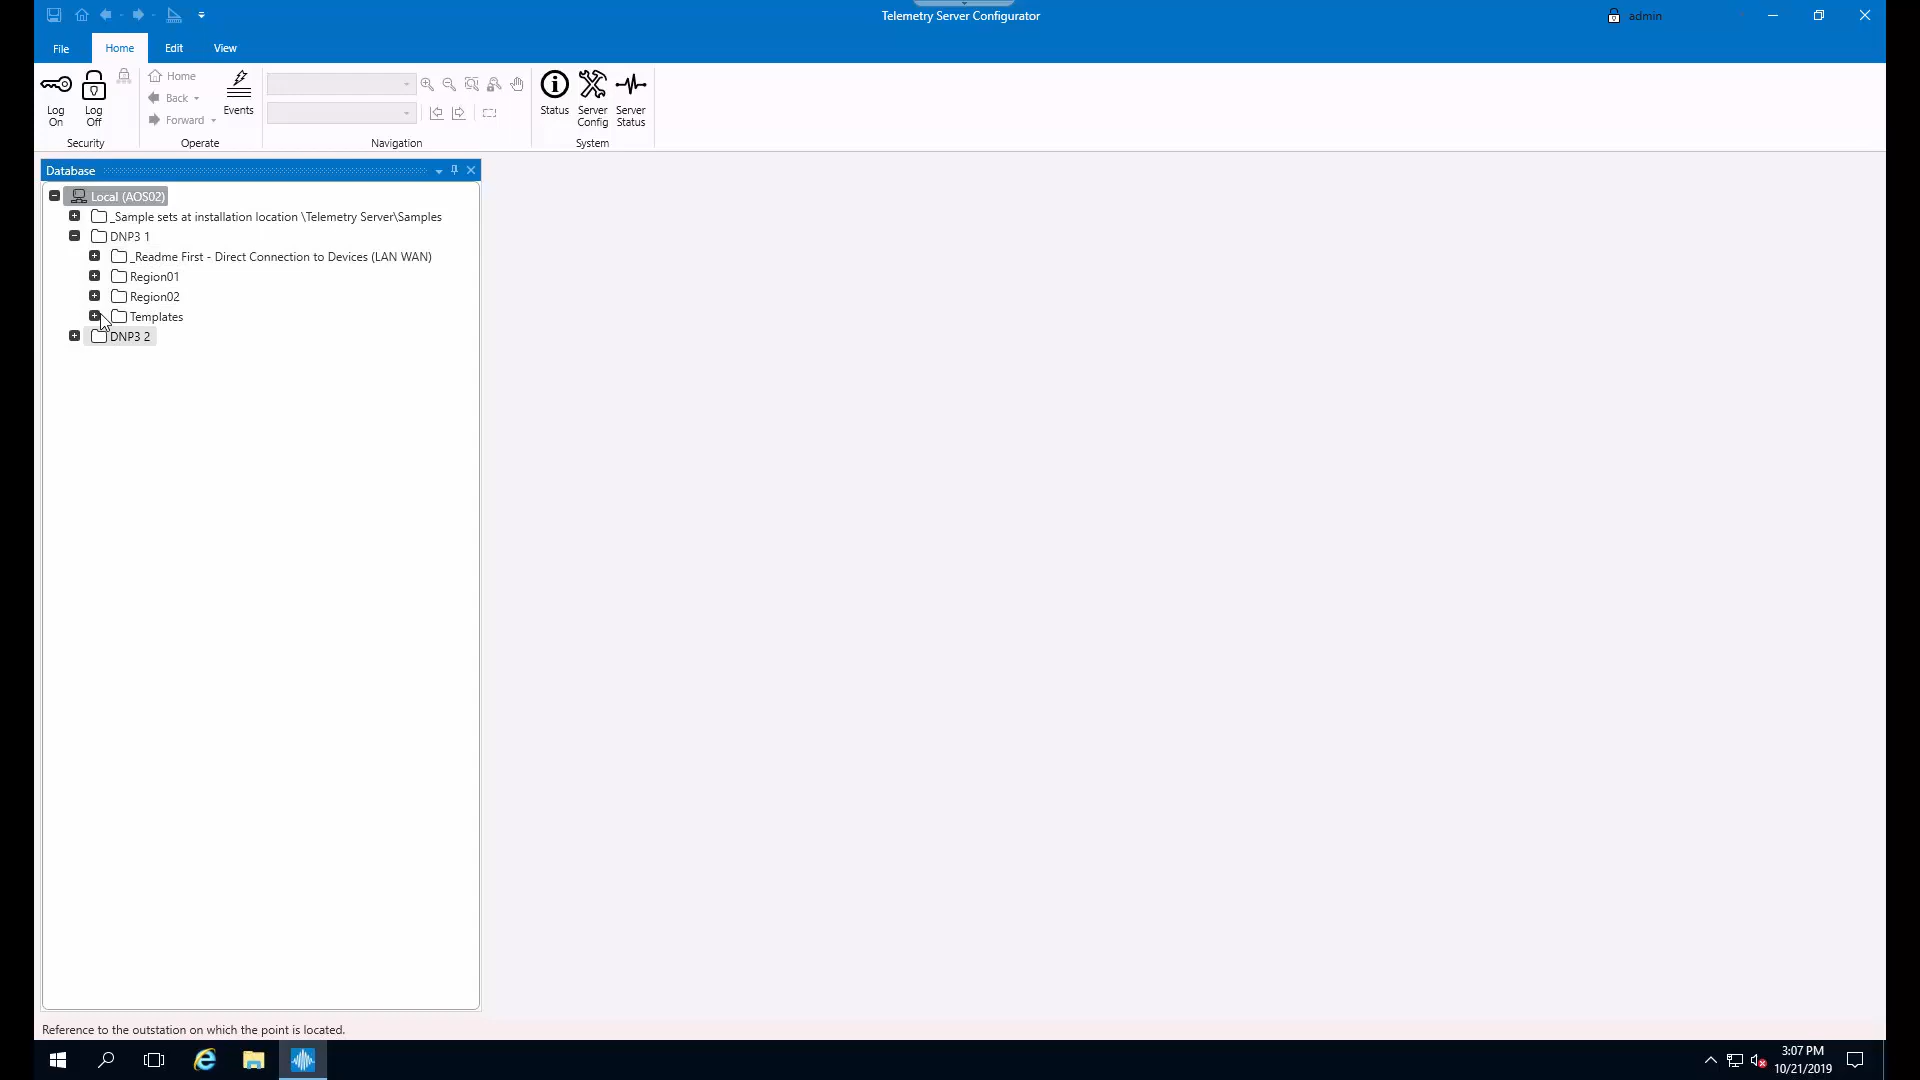 Telemetry Server Configurator
admin
File
Home
Edit
View
Log On
Log Off
Security
Home
Back
Forward
Events
Operate
Navigation
Status
Server Config
Server Status
System
Database
Local (AOS02)
_Sample sets at installation location \Telemetry Server\Samples
DNP3 1
_Readme First - Direct Connection to Devices (LAN WAN)
Region01
Region02
Templates
DNP3 2
Reference to the outstation on which the point is located.
3:07 PM
10/21/2019